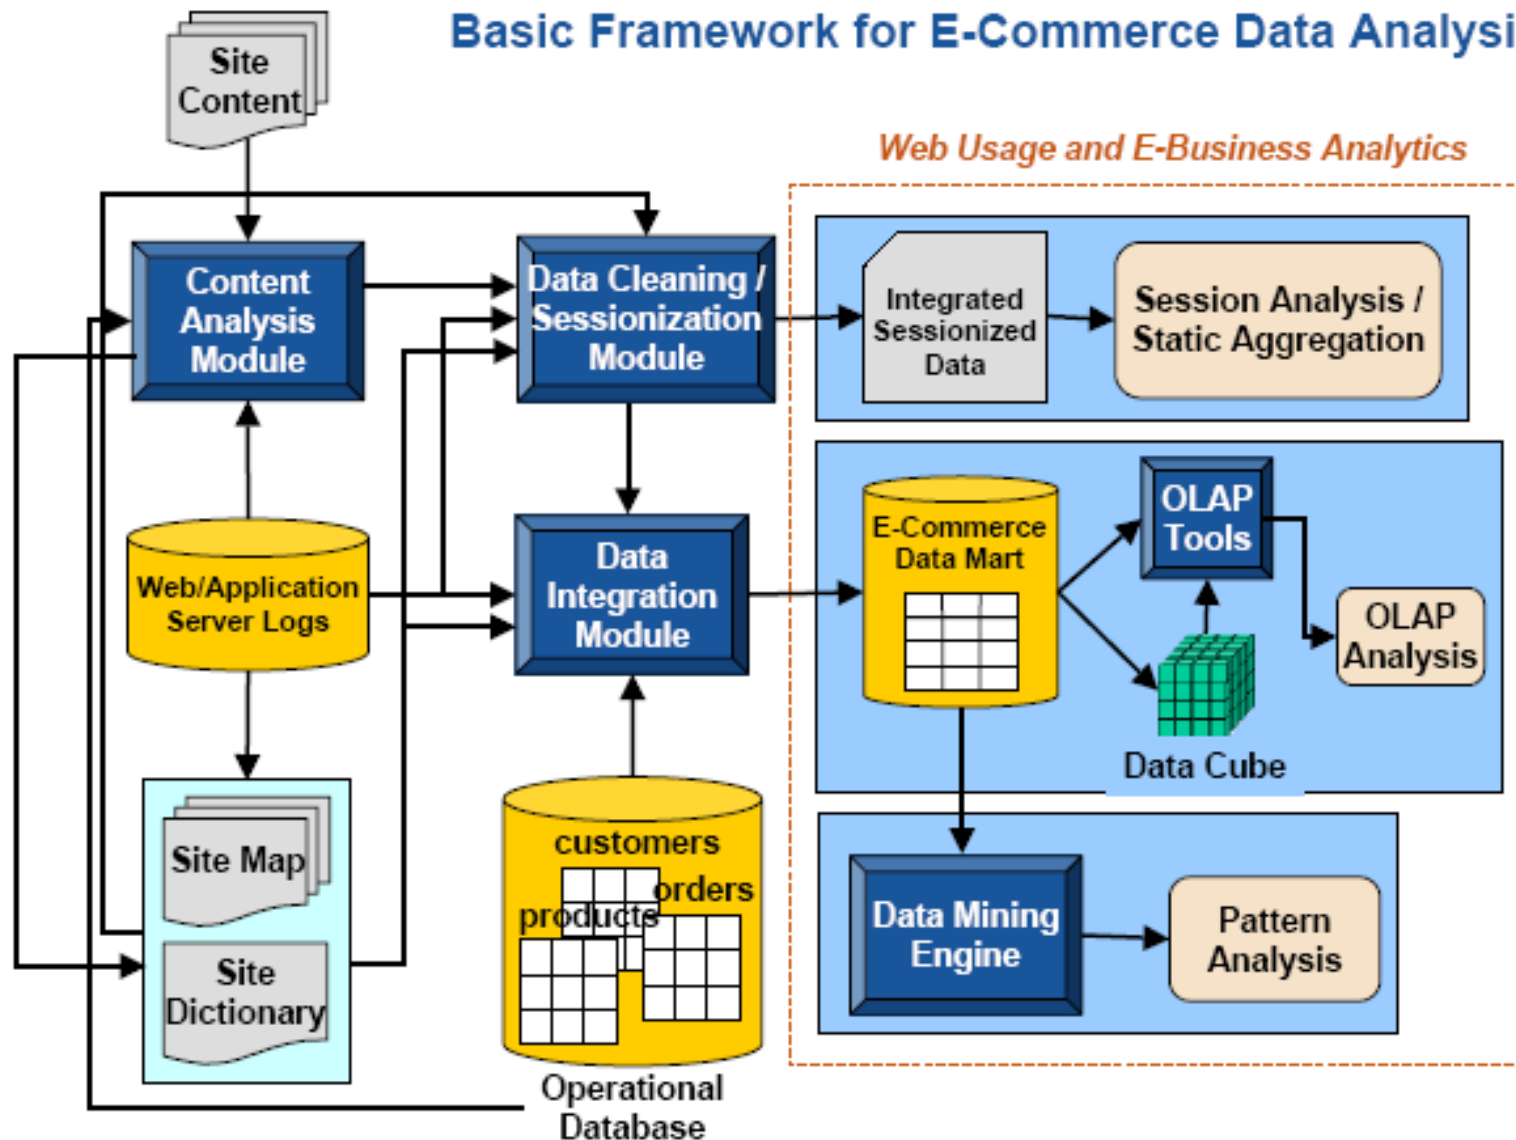 Basic Framework for E-Commerce Data Analysi
Site
Content
Web Usage and E-Business Analytics
Content
Analysis
Module
Data Cleaning /
Sessionization
Module
Integrated
Sessionized
Data
Session Analysis /
Static Aggregation
Web/Application
Server Logs
Data
Integration
Module
E-Commerce
Data Mart
OLAP
Tools
OLAP
Analysis
Data Cube
Site Map
Site
Dictionary
customers
orders
products
Operational
Database
Data Mining
Engine
Pattern
Analysis